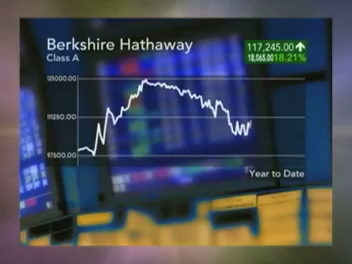 Berkshire Hathaway
Class A
117,245.00
18,065.00 18.21%
125000.00
111250.00
97500.00
Year to Date